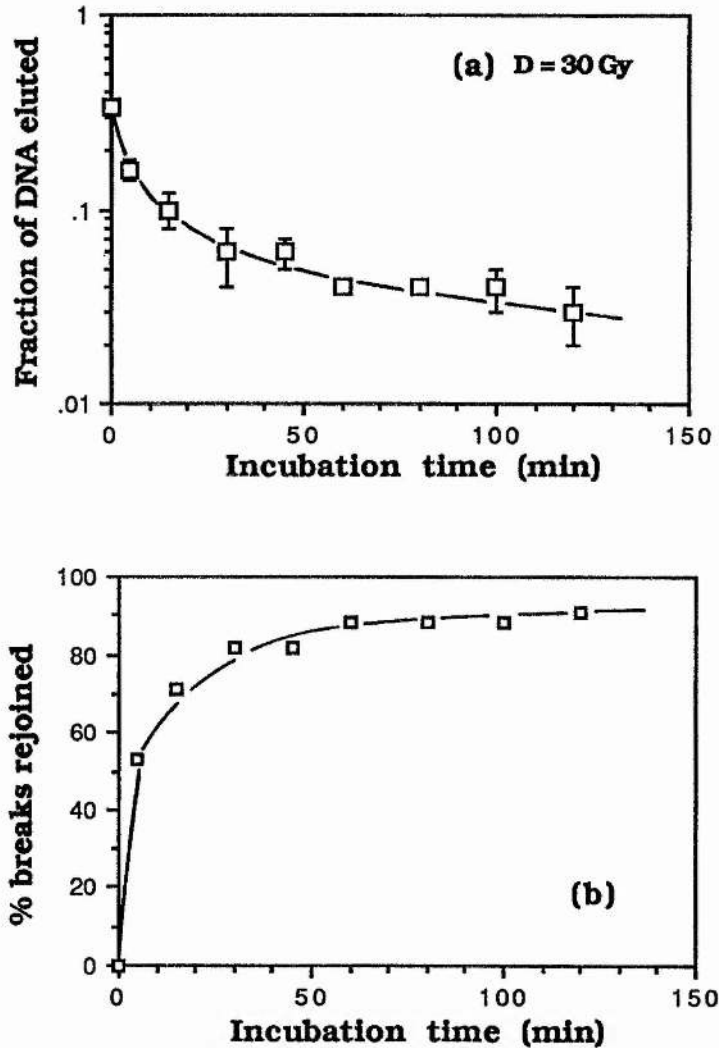 1
(a) D = 30 Gy
Fraction of DNA eluted
.1
.01
0
50
100
150
Incubation time (min)
100
80
% breaks rejoined
60
40
20
(b)
0
0
50
100
150
Incubation time (min)